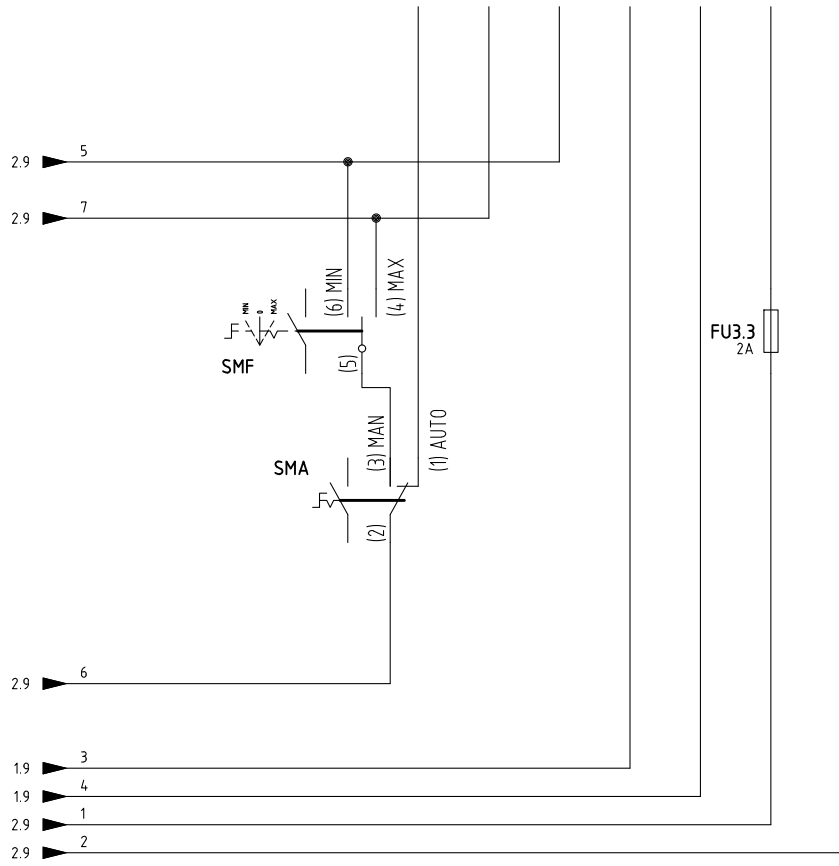 2.9 5
2.9 7
MIN 0 MAX
(6) MIN
(4) MAX
SMF
(5)
FU3.3
2A
(3) MAN
(1) AUTO
SMA
(2)
2.9 6
1.9 3
1.9 4
2.9 1
2.9 2